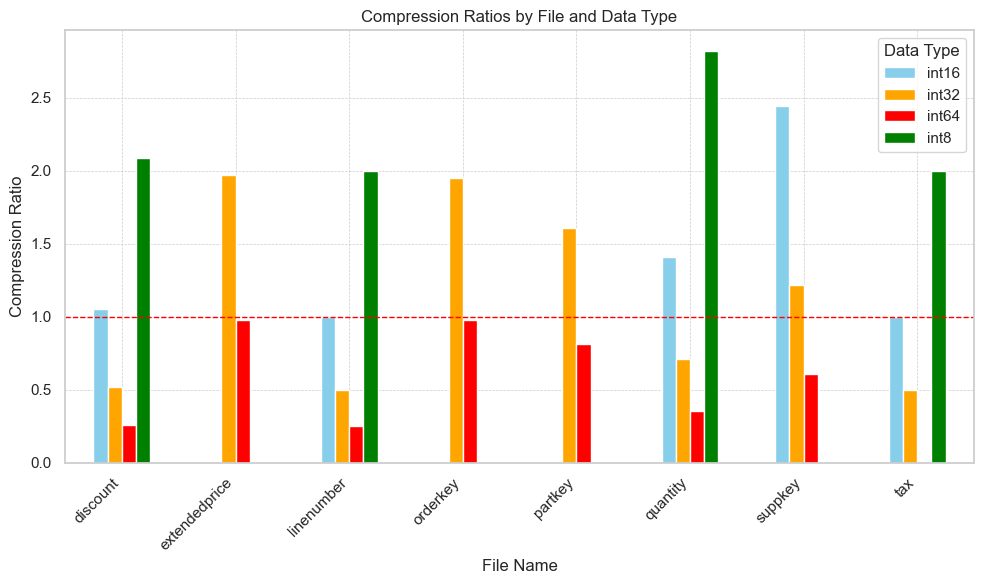 Compression Ratios by File and Data Type
Compression Ratio
2.5
2.0
1.5
1.0
0.5
0.0
Data Type
int16
int32
int64
int8
discount
extendedprice
linenumber
orderkey
partkey
quantity
suppkey
tax
File Name